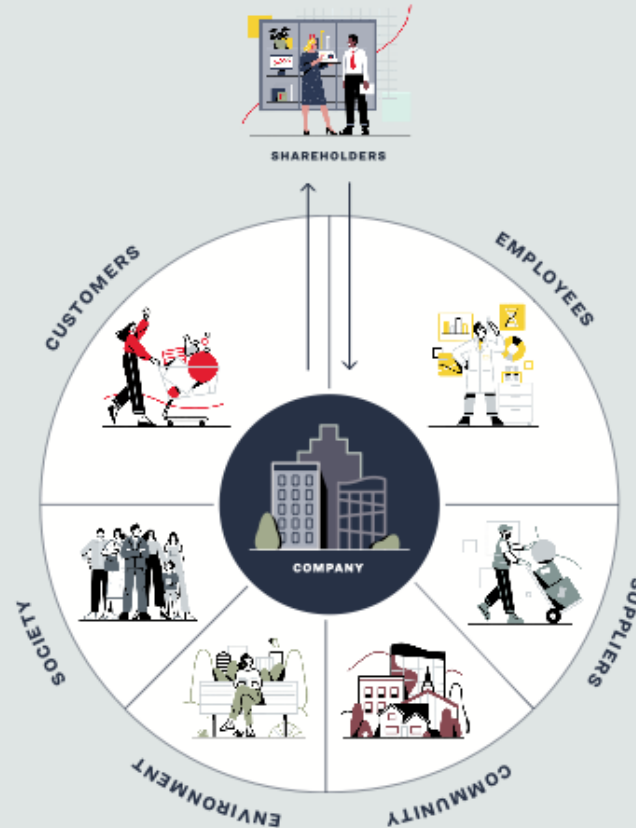 SHAREHOLDERS
CUSTOMERS
EMPLOYEES
COMPANY
SOCIETY
SUPPLIERS
ENVIRONMENT
COMMUNITY